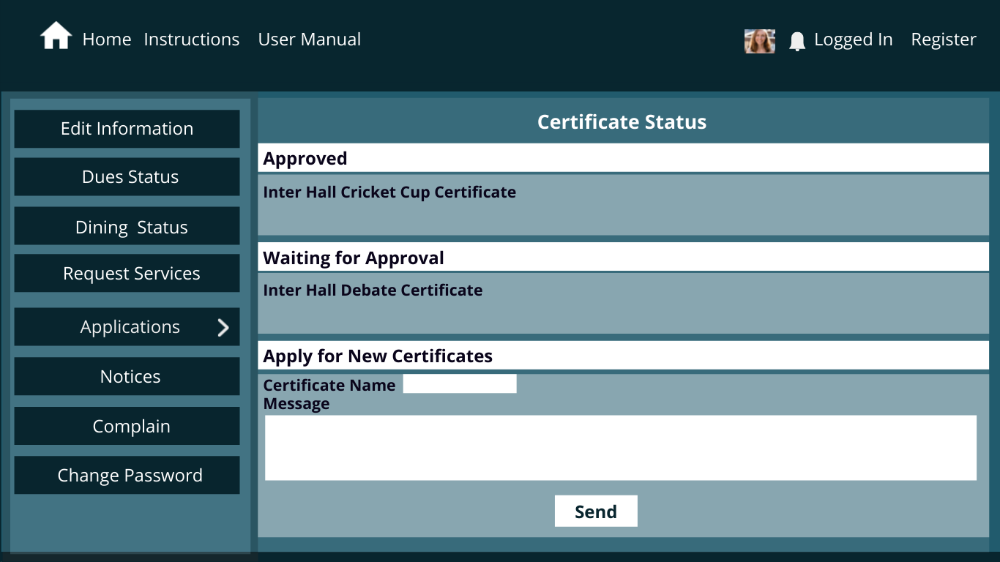 Home Instructions User Manual Logged In Register
Edit Information
Dues Status
Dining Status
Request Services
Applications
Notices
Complain
Change Password
Certificate Status
Approved
Inter Hall Cricket Cup Certificate
Waiting for Approval
Inter Hall Debate Certificate
Apply for New Certificates
Certificate Name
Message
Send